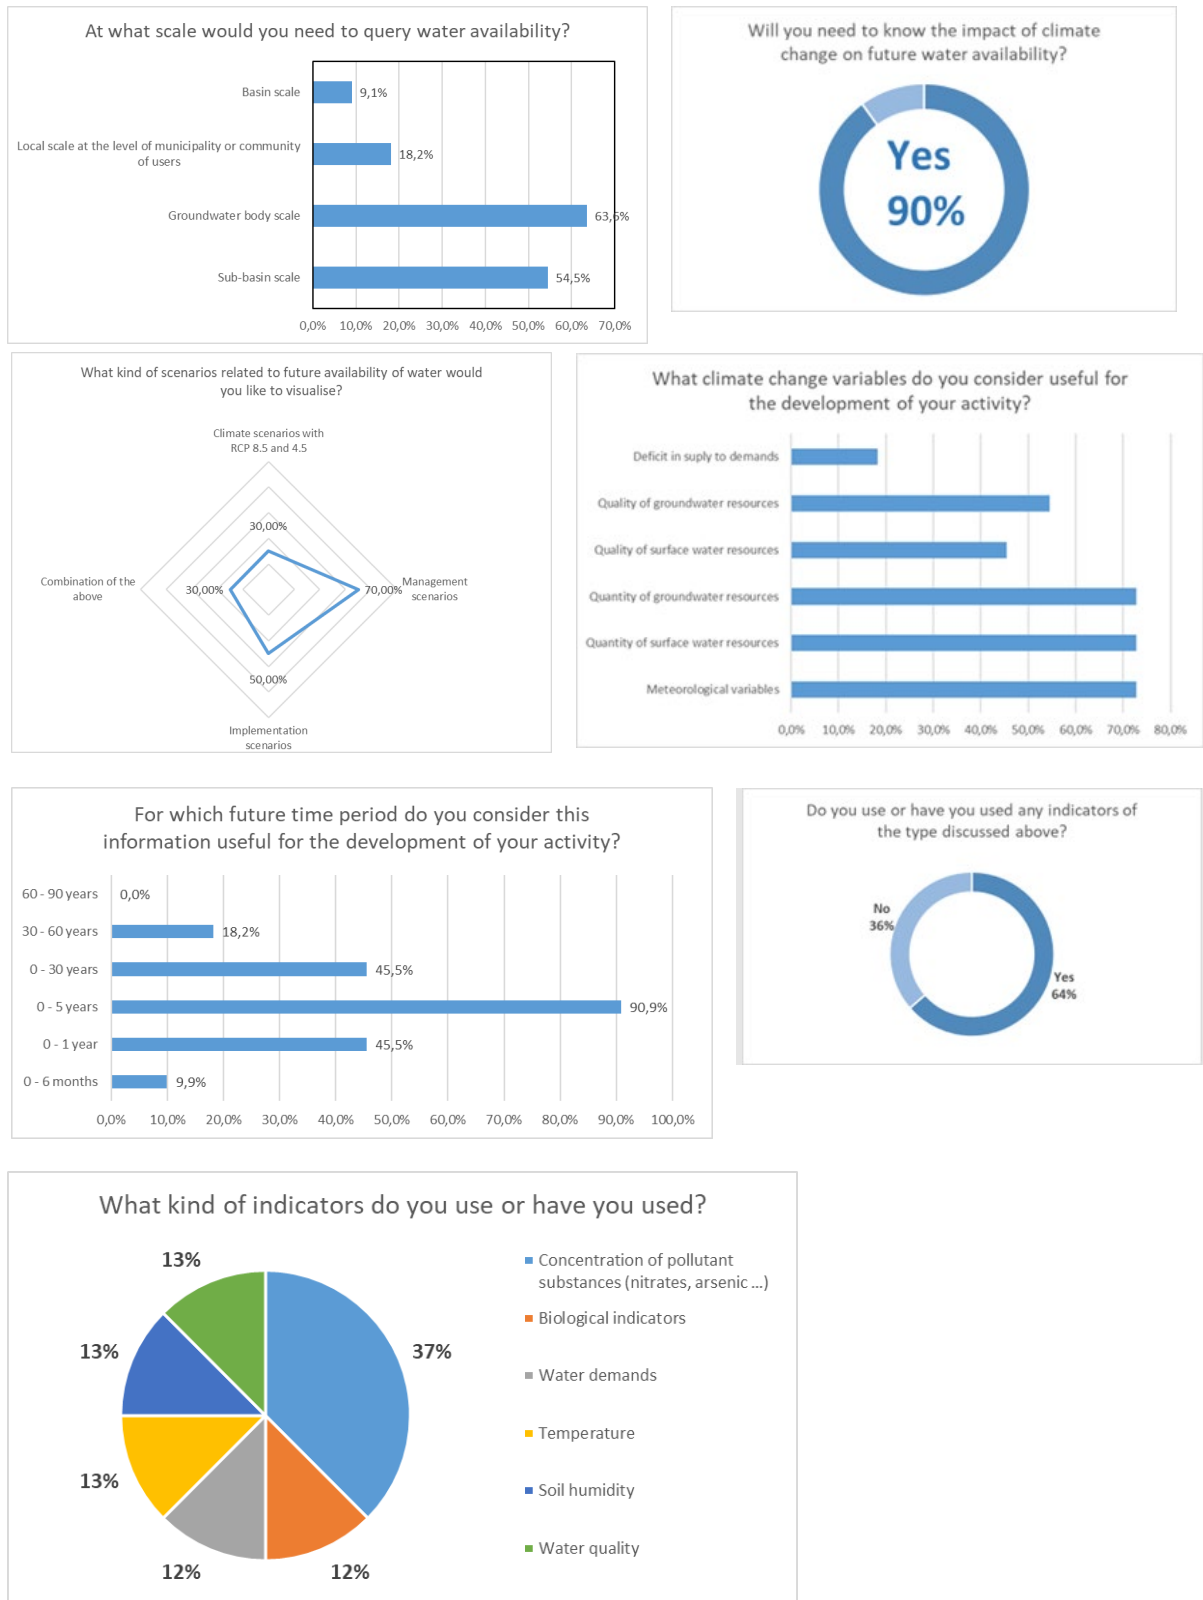 At what scale would you need to query water availability?
Basin scale
9,1%
Local scale at the level of municipality or community
of users
18,2%
Groundwater body scale
63,6%
Sub-basin scale
54,5%
0,0% 10,0% 20,0% 30,0% 40,0% 50,0% 60,0% 70,0%
Will you need to know the impact of climate
change on future water availability?
Yes
90%
What kind of scenarios related to future availability of water would
you like to visualise?
Climate scenarios with
RCP 8.5 and 4.5
30,00%
Combination of the
above
30,00%
70,00%
Management
scenarios
50,00%
Implementation
scenarios
What climate change variables do you consider useful for
the development of your activity?
Deficit in suply to demands
Quality of groundwater resources
Quality of surface water resources
Quantity of groundwater resources
Quantity of surface water resources
Meteorological variables
0,0% 10,0% 20,0% 30,0% 40,0% 50,0% 60,0% 70,0% 80,0%
For which future time period do you consider this
information useful for the development of your activity?
60 - 90 years
0,0%
30 - 60 years
18,2%
0 - 30 years
45,5%
0 - 5 years
90,9%
0 - 1 year
45,5%
0 - 6 months
9,9%
0,0% 10,0% 20,0% 30,0% 40,0% 50,0% 60,0% 70,0% 80,0% 90,0% 100,0%
Do you use or have you used any indicators of
the type discussed above?
No
36%
Yes
64%
What kind of indicators do you use or have you used?
13%
37%
13%
13%
12%
12%
Concentration of pollutant
substances (nitrates, arsenic ...)
Biological indicators
Water demands
Temperature
Soil humidity
Water quality